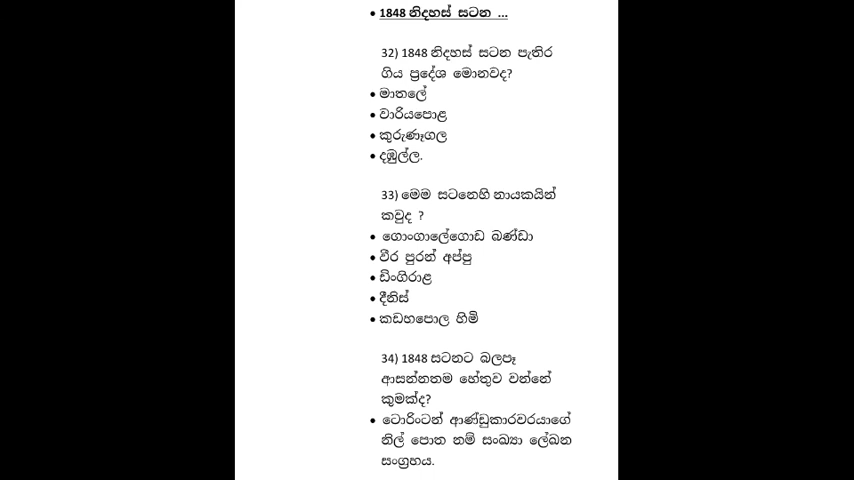 • 1848 නිදහස් සටන ...
32) 1848 නිදහස් සටන පැතිර
ගිය ප්‍රදේශ මොනවද?
• මාතලේ
• වාරියපොළ
• කුරුණෑගල
• දඹුල්ල.
33) මෙම සටනෙහි නායකයින්
කවුද ?
• ගොංගාලේගොඩ බණ්ඩා
• වීර පුරන් අප්පු
• ඩිංගිරාළ
• දීනිස්
• කඩහපොල හිමි
34) 1848 සටනට බලපෑ
ආසන්නතම හේතුව වන්නේ
කුමක්ද?
• ටොරිංටන් ආණ්ඩුකාරවරයාගේ
නිල් පොත නම් සංඛ්‍යා ලේඛන
සංග්‍රහය.